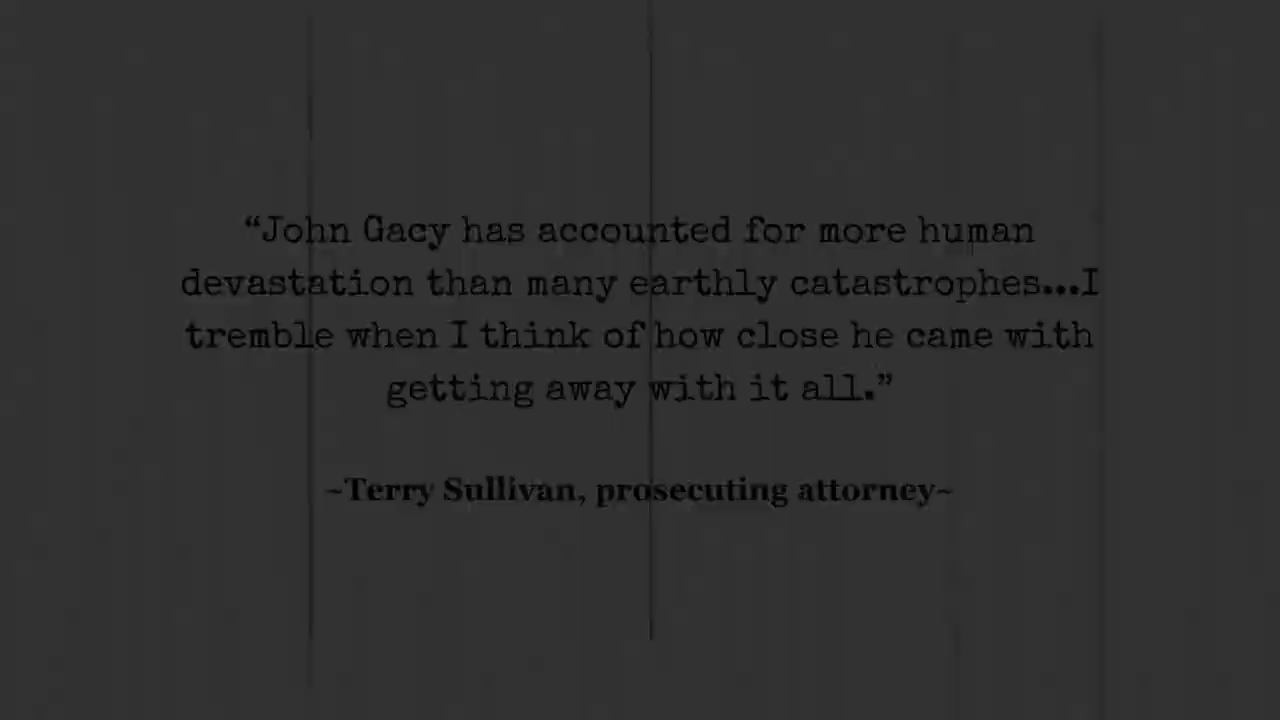 “John Gacy has accounted for more human
devastation than many earthly catastrophes...I
tremble when I think of how close he came with
getting away with it all.”
~Terry Sullivan, prosecuting attorney~